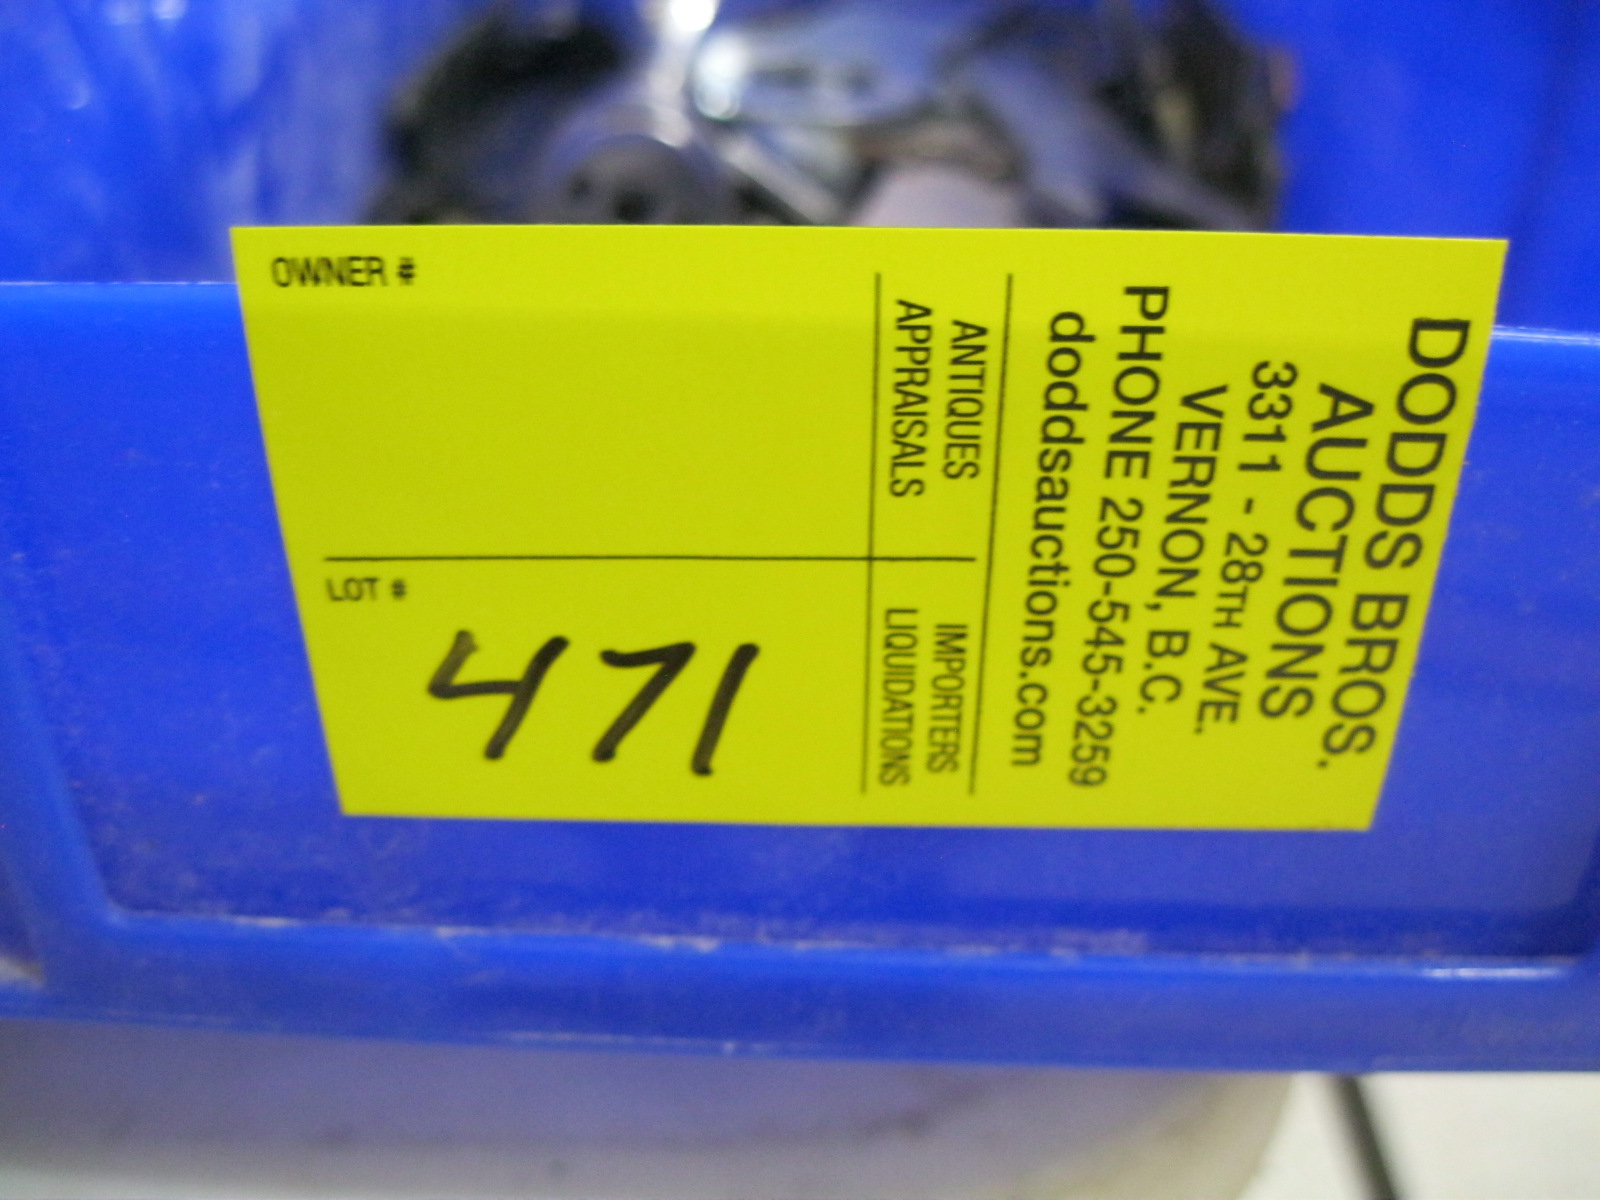 DODDS BROS.
AUCTIONS
3311 - 28TH AVE.
VERNON, B.C.
PHONE 250-545-3259
doddsauctions.com
ANTIQUES
APPRAISALS
IMPORTERS
LIQUIDATIONS
OWNER #
LOT #
471